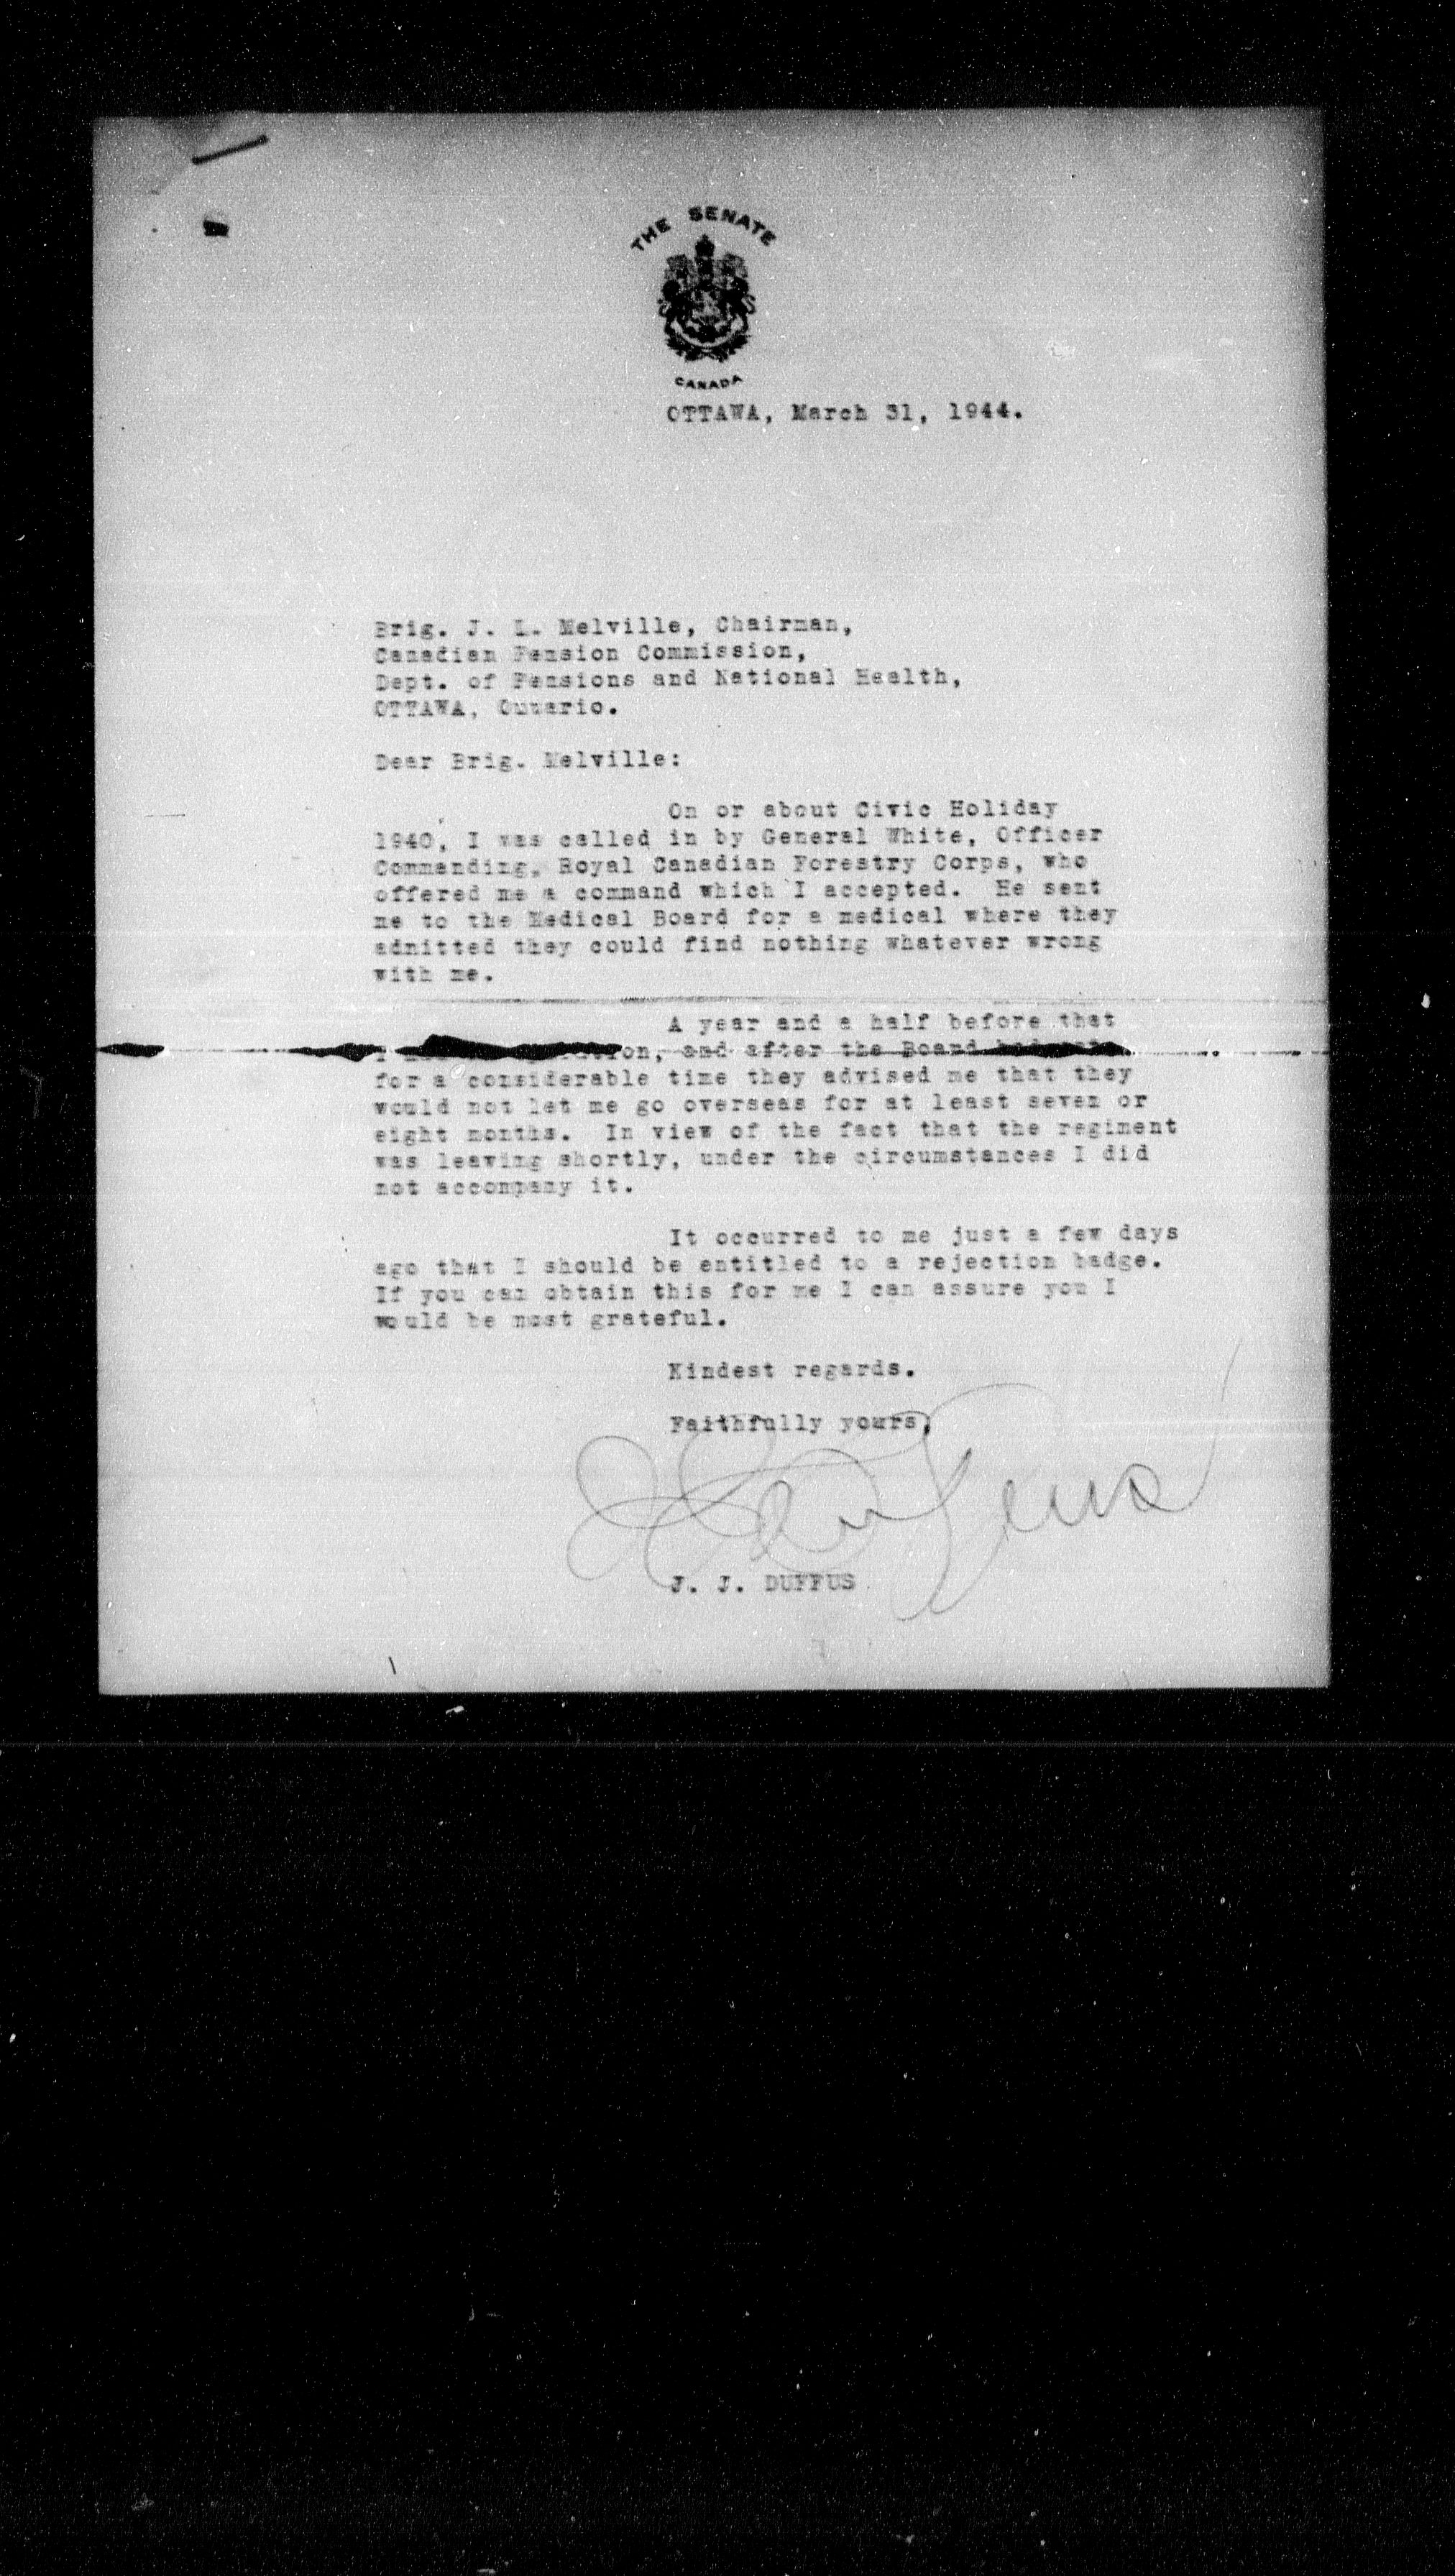 THE SENATE
CANADA
OTTAWA, March 31, 1944.
Brig. J. L. Melville, Chairman,
Canadian Pension Commission,
Dept. of Pensions and National Health,
OTTAWA, Ontario.
Dear Brig. Melville:
On or about Civic Holiday
1940, I was called in by General White, Officer
Commanding, Royal Canadian Forestry Corps, who
offered me a command which I accepted. He sent
me to the Medical Board for a medical where they
admitted they could find nothing whatever wrong
with me.
A year and a half before that
I on, and after the Board
for a considerable time they advised me that they
would not let me go overseas for at least seven or
eight months. In view of the fact that the regiment
was leaving shortly, under the circumstances I did
not accompany it.
It occurred to me just a few days
ago that I should be entitled to a rejection badge.
If you can obtain this for me I can assure you I
would be most grateful.
Kindest regards.
Faithfully yours,
J. J. Duffus
J. J. DUFFUS